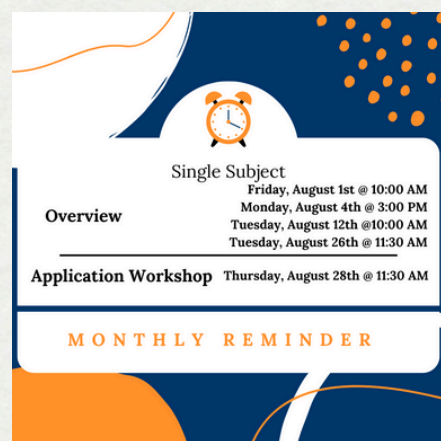 Single Subject
Friday, August 1st @ 10:00 AM
Monday, August 4th @ 3:00 PM
Overview
Tuesday, August 12th @10:00 AM
Tuesday, August 26th @ 11:30 AM
Application Workshop Thursday, August 28th @ 11:30 AM
MONTHLY REMINDER